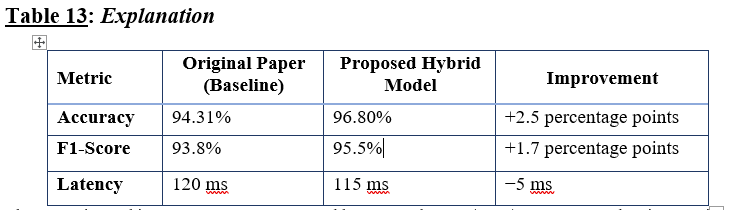 Table 13: Explanation
Metric
Original Paper
(Baseline)
Proposed Hybrid
Model
Improvement
Accuracy 94.31% 96.80% +2.5 percentage points
F1-Score 93.8% 95.5% +1.7 percentage points
Latency 120 ms 115 ms −5 ms